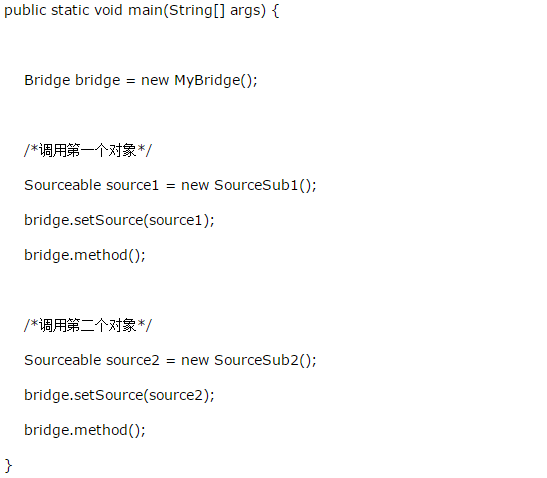 public static void main(String[] args) {
Bridge bridge = new MyBridge();
/*调用第一个对象*/
Sourceable source1 = new SourceSub1();
bridge.setSource(source1);
bridge.method();
/*调用第二个对象*/
Sourceable source2 = new SourceSub2();
bridge.setSource(source2);
bridge.method();
}